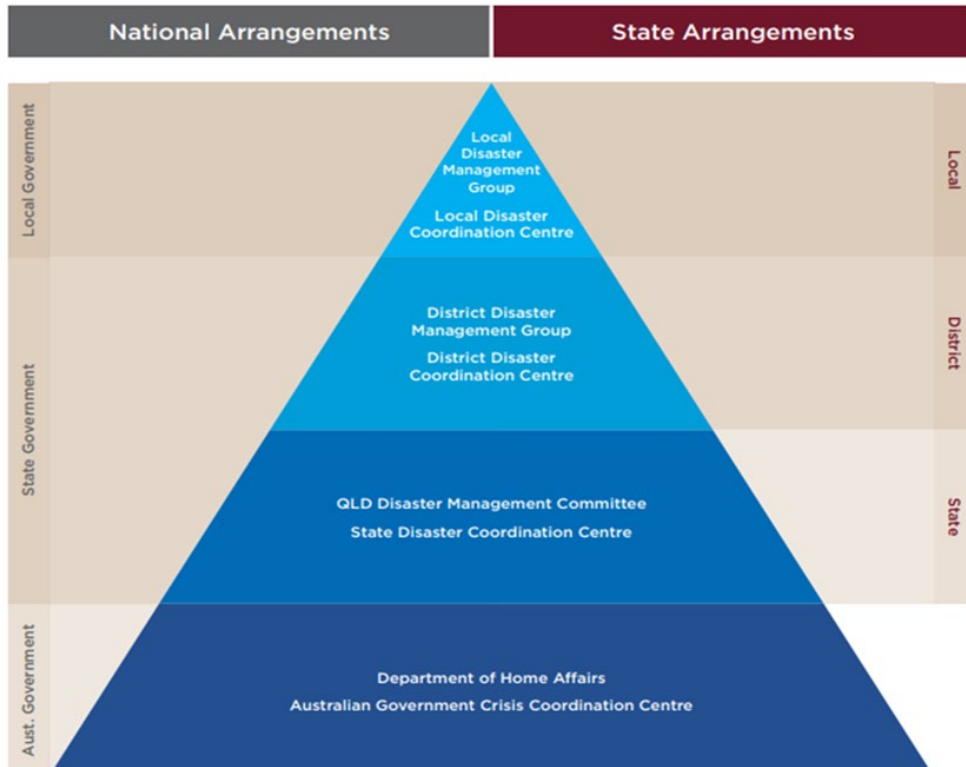 National Arrangements
State Arrangements
Local Government
Local
Disaster
Management
Group
Local Disaster
Coordination Centre
Local
State Government
District Disaster
Management Group
District Disaster
Coordination Centre
District
QLD Disaster Management Committee
State Disaster Coordination Centre
State
Aust. Government
Department of Home Affairs
Australian Government Crisis Coordination Centre